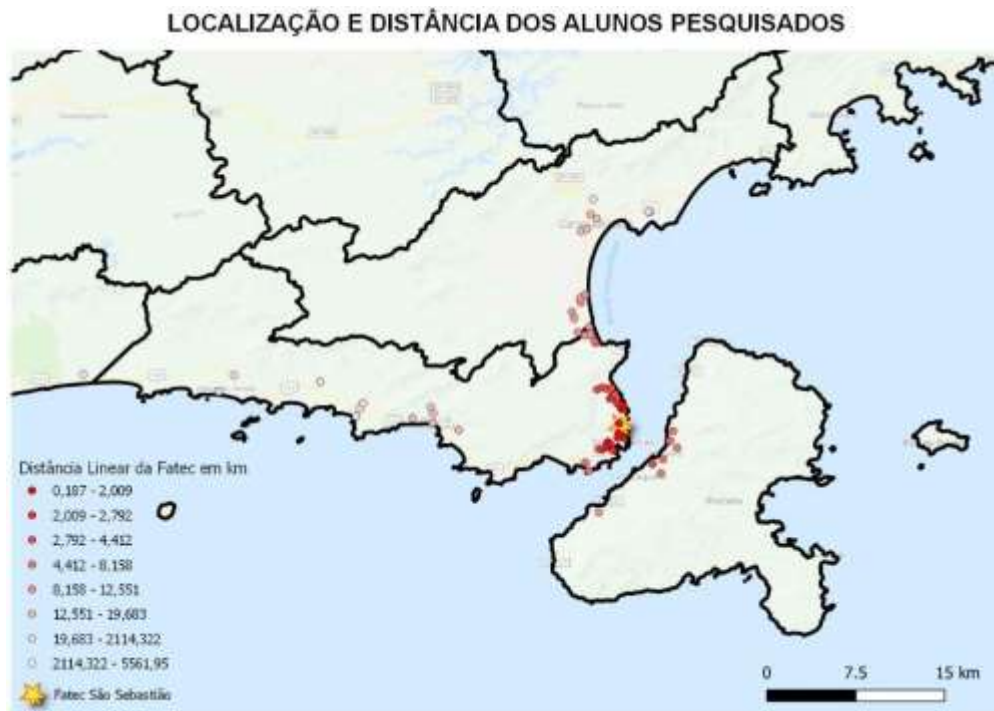 LOCALIZAÇÃO E DISTÂNCIA DOS ALUNOS PESQUISADOS
Distância Linear da Fatec em km
0,187 - 2,009
2,009 - 2,792
2,792 - 4,412
4,412 - 8,158
8,158 - 12,551
12,551 - 19,683
19,683 - 2114,322
2114,322 - 5561,95
Fatec São Sebastião
0 7.5 15 km